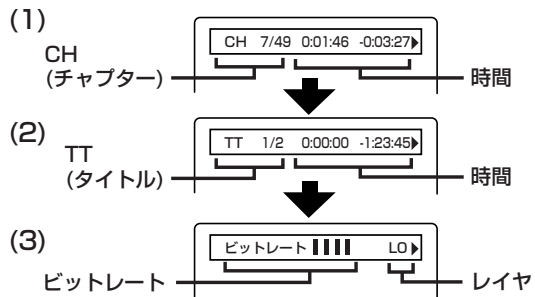 (1)
CH
(チャプター)
CH 7/49 0:01:46 -0:03:27
時間
(2)
TT
(タイトル)
TT 1/2 0:00:00 -1:23:45
時間
(3)
ビットレート L0
ビットレート
レイヤ